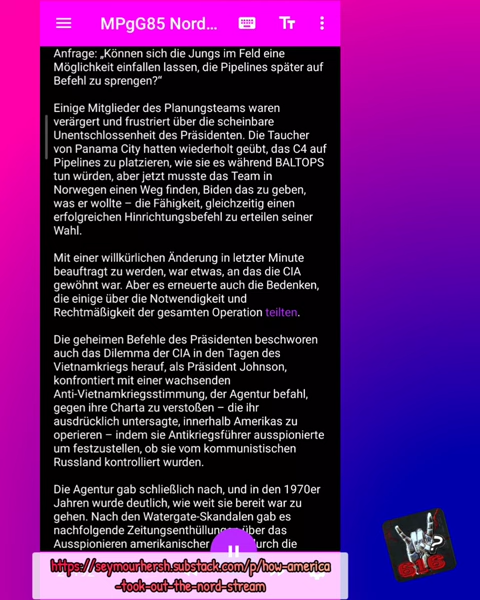 MPgG85 Nord...
Anfrage: „Können sich die Jungs im Feld eine
Möglichkeit einfallen lassen, die Pipelines später auf
Befehl zu sprengen?“
Einige Mitglieder des Planungsteams waren
verärgert und frustriert über die scheinbare
Unentschlossenheit des Präsidenten. Die Taucher
von Panama City hatten wiederholt geübt, das C4 auf
Pipelines zu platzieren, wie sie es während BALTOPS
tun würden, aber jetzt musste das Team in
Norwegen einen Weg finden, Biden das zu geben,
was er wollte – die Fähigkeit, gleichzeitig einen
erfolgreichen Hinrichtungsbefehl zu erteilen seiner
Wahl.
Mit einer willkürlichen Änderung in letzter Minute
beauftragt zu werden, war etwas, an das die CIA
gewöhnt war. Aber es erneuerte auch die Bedenken,
die einige über die Notwendigkeit und
Rechtmäßigkeit der gesamten Operation teilten.
Die geheimen Befehle des Präsidenten beschworen
auch das Dilemma der CIA in den Tagen des
Vietnamkriegs herauf, als Präsident Johnson,
konfrontiert mit einer wachsenden
Anti-Vietnamkriegsstimmung, der Agentur befahl,
gegen ihre Charta zu verstoßen – die ihr
ausdrücklich untersagte, innerhalb Amerikas zu
operieren – indem sie Antikriegsführer ausspionierte
um festzustellen, ob sie vom kommunistischen
Russland kontrolliert wurden.
Die Agentur gab schließlich nach, und in den 1970er
Jahren wurde deutlich, wie weit sie bereit war zu
gehen. Nach den Watergate-Skandalen gab es
nachfolgende Zeitungsenthüllungen über das
Ausspionieren amerikanischer durch die
https://seymourhersh.substack.com/p/how-america
-took-out-the-nord-stream